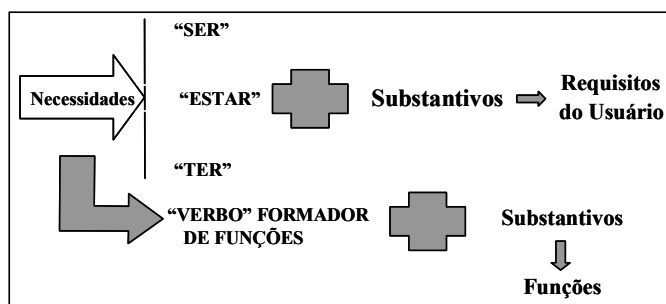 “SER”
Necessidades
“ESTAR”
Substantivos
Requisitos
do Usuário
“TER”
“VERBO” FORMADOR
DE FUNÇÕES
Substantivos
Funções